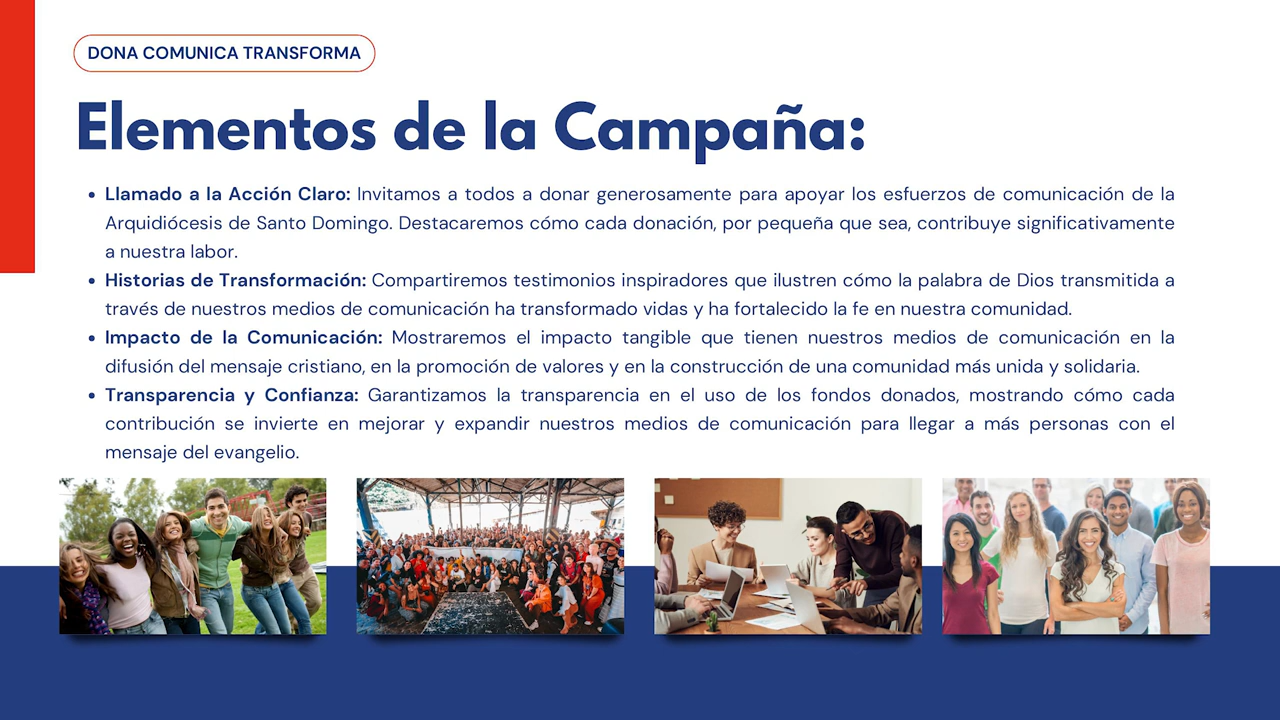 DONA COMUNICA TRANSFORMA
Elementos de la Campaña:
• Llamado a la Acción Claro: Invitamos a todos a donar generosamente para apoyar los esfuerzos de comunicación de la
Arquidiócesis de Santo Domingo. Destacaremos cómo cada donación, por pequeña que sea, contribuye significativamente
a nuestra labor.
• Historias de Transformación: Compartiremos testimonios inspiradores que ilustren cómo la palabra de Dios transmitida a
través de nuestros medios de comunicación ha transformado vidas y ha fortalecido la fe en nuestra comunidad.
• Impacto de la Comunicación: Mostraremos el impacto tangible que tienen nuestros medios de comunicación en la
difusión del mensaje cristiano, en la promoción de valores y en la construcción de una comunidad más unida y solidaria.
• Transparencia y Confianza: Garantizamos la transparencia en el uso de los fondos donados, mostrando cómo cada
contribución se invierte en mejorar y expandir nuestros medios de comunicación para llegar a más personas con el
mensaje del evangelio.